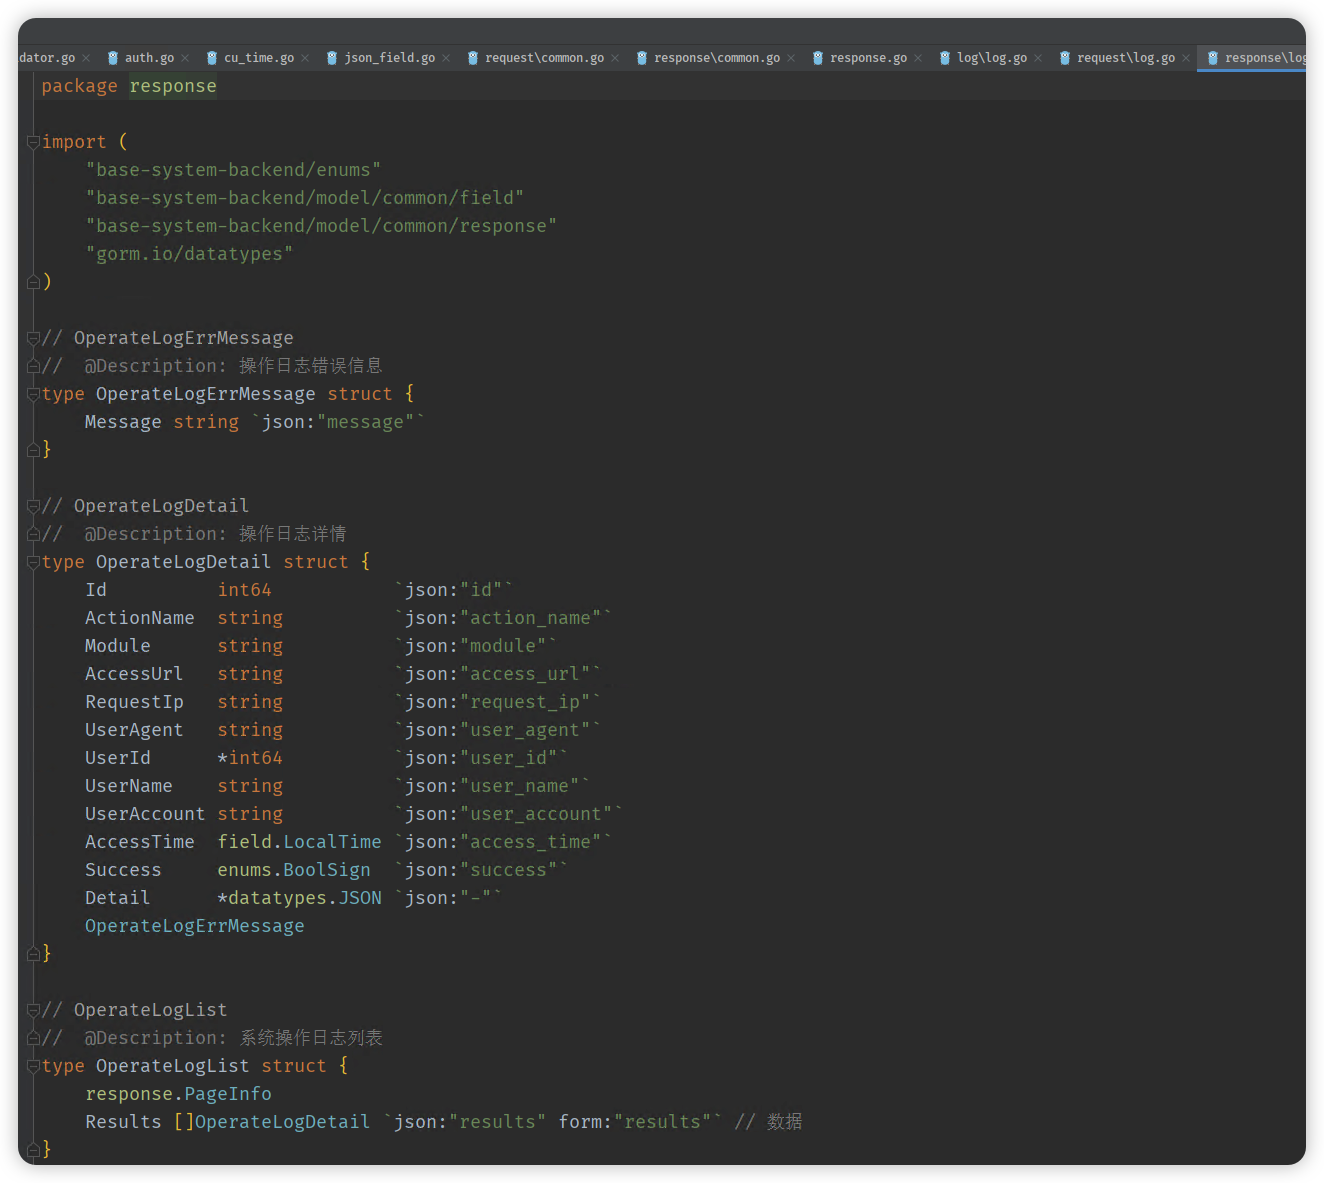 dator.go × auth.go × cu_time.go × json_field.go × request\common.go × response\common.go × response.go × log\log.go × request\log.go × response\log
package response
import (
"base-system-backend/enums"
"base-system-backend/model/common/field"
"base-system-backend/model/common/response"
"gorm.io/datatypes"
)
// OperateLogErrMessage
//  @Description: 操作日志错误信息
type OperateLogErrMessage struct {
Message string `json:"message"`
}
// OperateLogDetail
//  @Description: 操作日志详情
type OperateLogDetail struct {
Id          int64           `json:"id"`
ActionName  string          `json:"action_name"`
Module      string          `json:"module"`
AccessUrl   string          `json:"access_url"`
RequestIp   string          `json:"request_ip"`
UserAgent   string          `json:"user_agent"`
UserId      *int64          `json:"user_id"`
UserName    string          `json:"user_name"`
UserAccount string          `json:"user_account"`
AccessTime  field.LocalTime `json:"access_time"`
Success     enums.BoolSign  `json:"success"`
Detail      *datatypes.JSON `json:"-"`
OperateLogErrMessage
}
// OperateLogList
//  @Description: 系统操作日志列表
type OperateLogList struct {
response.PageInfo
Results []OperateLogDetail `json:"results" form:"results"` // 数据
}